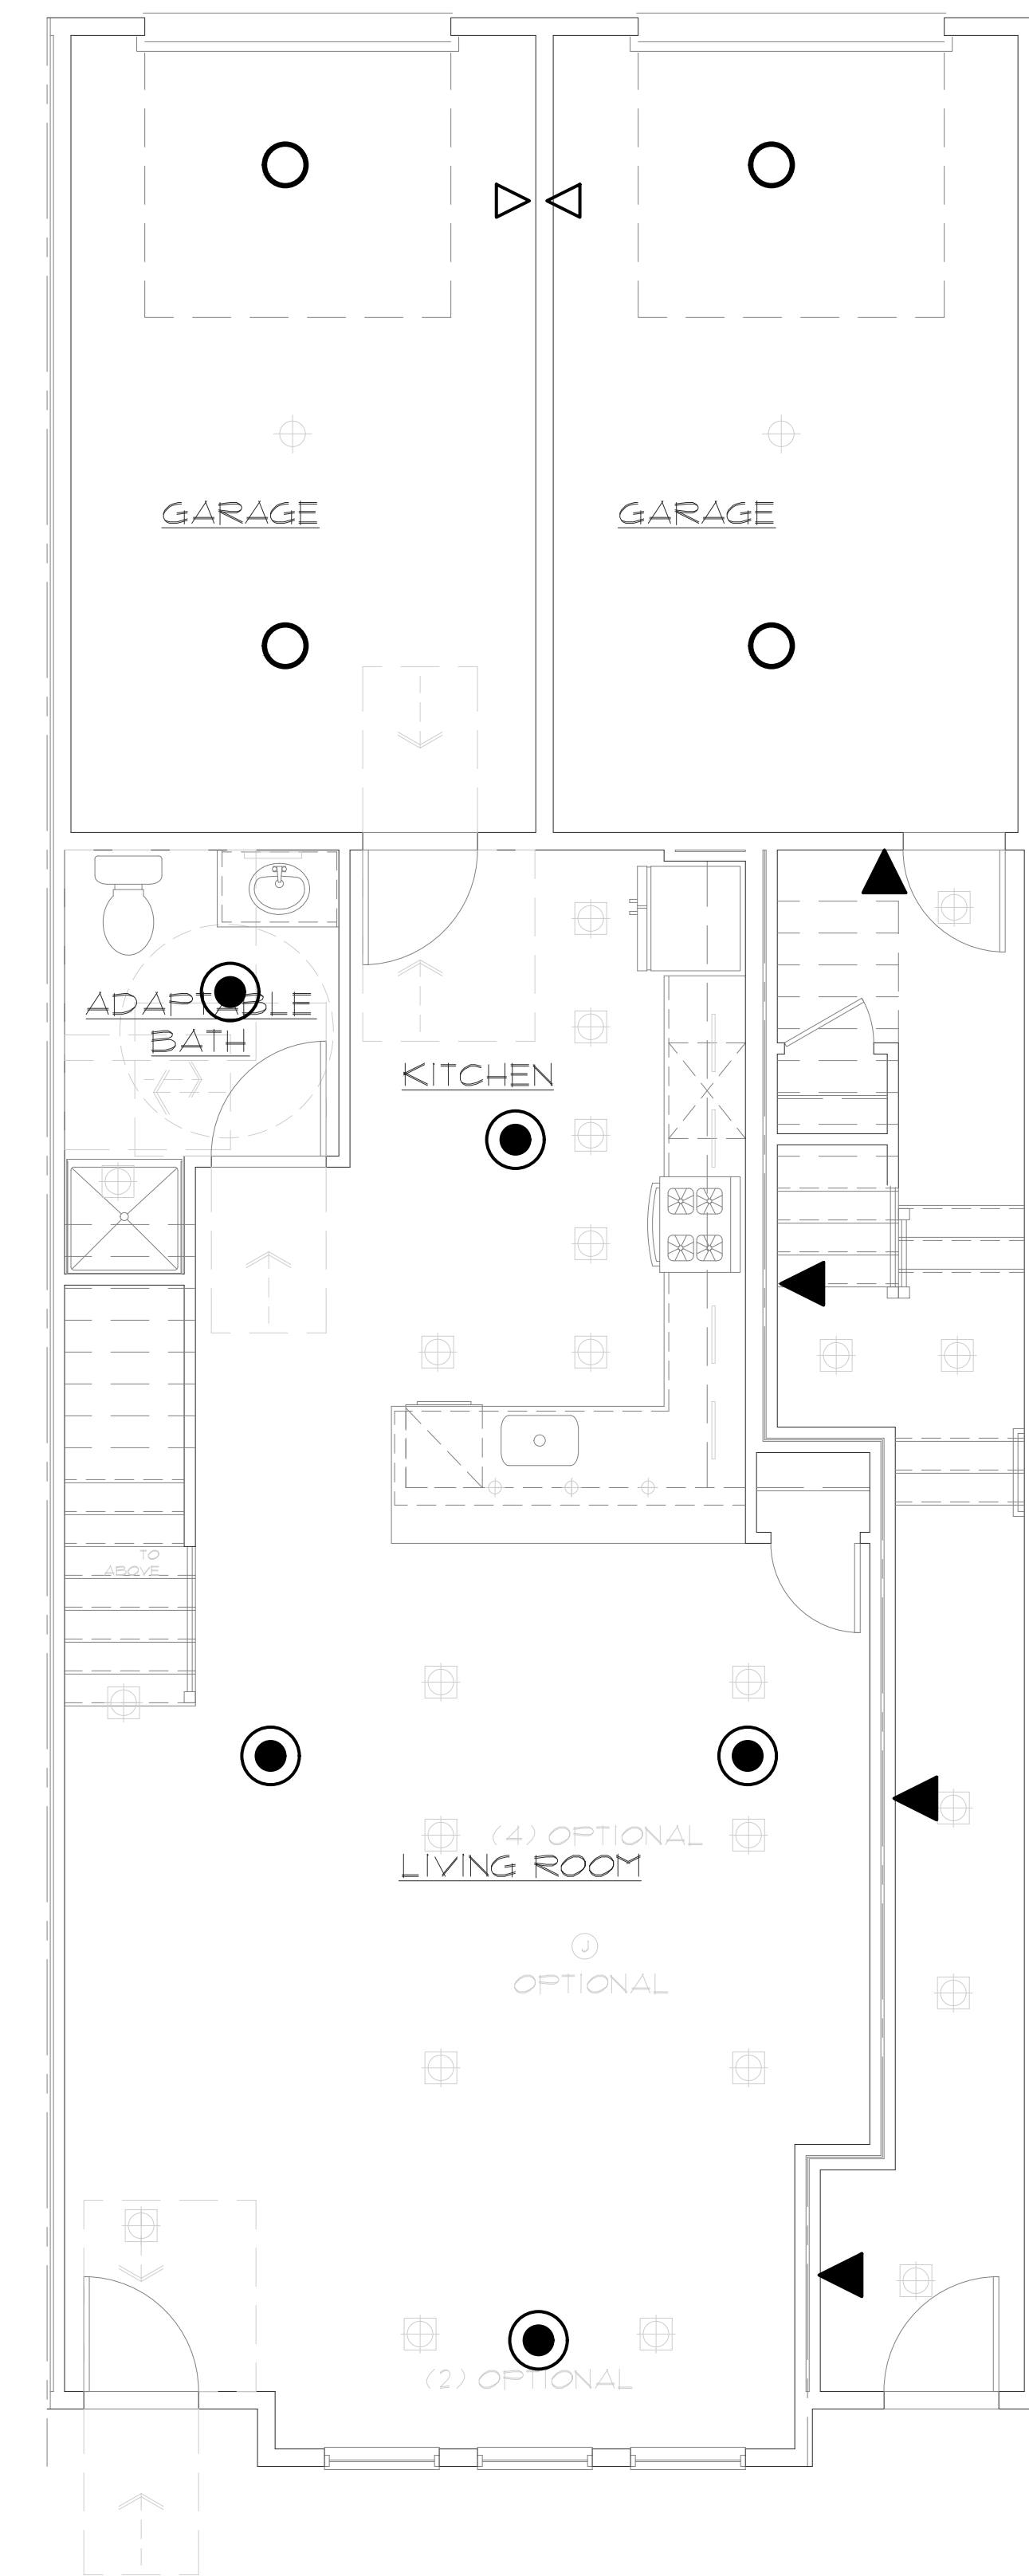 GARAGE
GARAGE
ADAPTABLE
BATH
KITCHEN
TO
ABOVE
(4) OPTIONAL
LIVING ROOM
J
OPTIONAL
(2) OPTIONAL